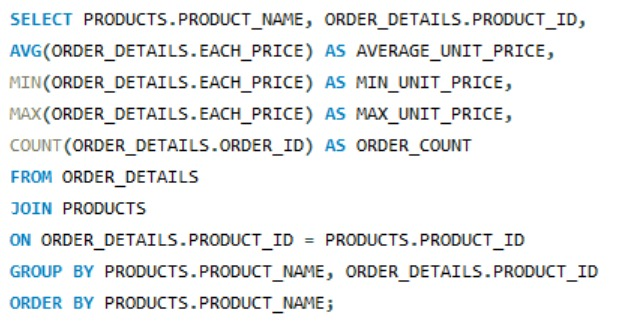 SELECT PRODUCTS.PRODUCT_NAME, ORDER_DETAILS.PRODUCT_ID,
AVG(ORDER_DETAILS.EACH_PRICE) AS AVERAGE_UNIT_PRICE,
MIN(ORDER_DETAILS.EACH_PRICE) AS MIN_UNIT_PRICE,
MAX(ORDER_DETAILS.EACH_PRICE) AS MAX_UNIT_PRICE,
COUNT(ORDER_DETAILS.ORDER_ID) AS ORDER_COUNT
FROM ORDER_DETAILS
JOIN PRODUCTS
ON ORDER_DETAILS.PRODUCT_ID = PRODUCTS.PRODUCT_ID
GROUP BY PRODUCTS.PRODUCT_NAME, ORDER_DETAILS.PRODUCT_ID
ORDER BY PRODUCTS.PRODUCT_NAME;